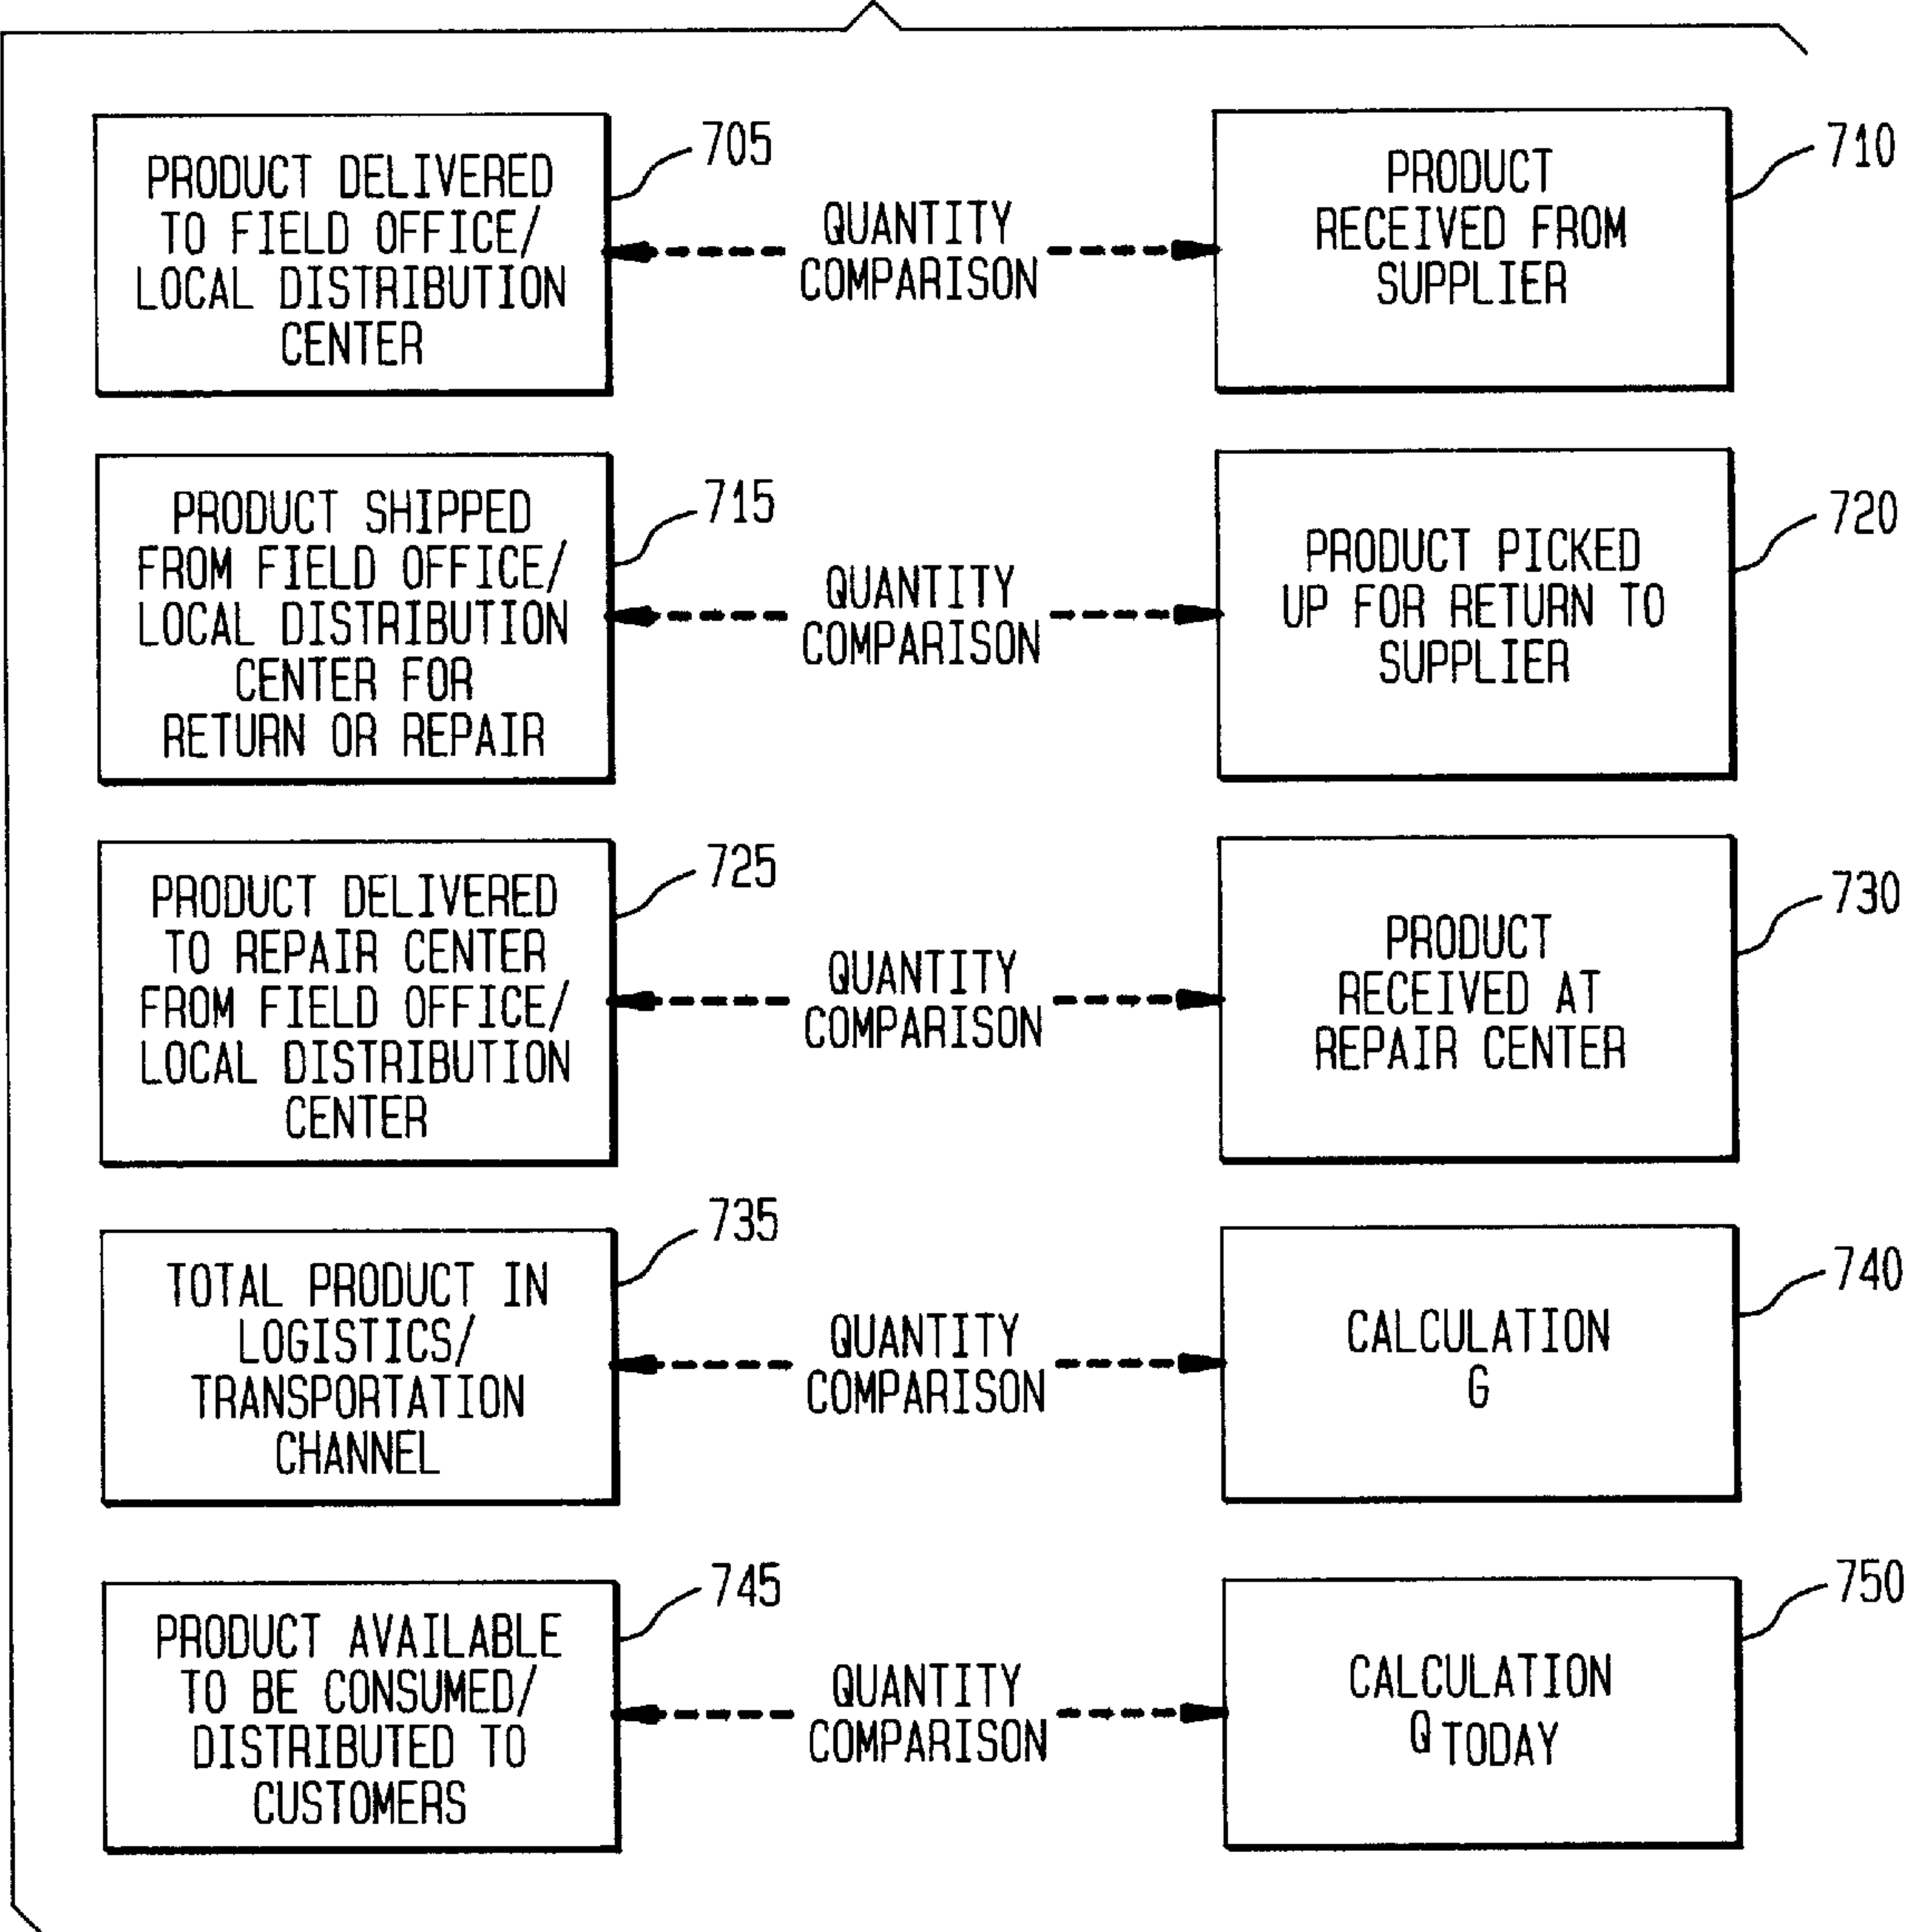 705
PRODUCT DELIVERED
TO FIELD OFFICE/
LOCAL DISTRIBUTION
CENTER
QUANTITY
COMPARISON
710
PRODUCT
RECEIVED FROM
SUPPLIER
715
PRODUCT SHIPPED
FROM FIELD OFFICE/
LOCAL DISTRIBUTION
CENTER FOR
RETURN OR REPAIR
QUANTITY
COMPARISON
720
PRODUCT PICKED
UP FOR RETURN TO
SUPPLIER
725
PRODUCT DELIVERED
TO REPAIR CENTER
FROM FIELD OFFICE/
LOCAL DISTRIBUTION
CENTER
QUANTITY
COMPARISON
730
PRODUCT
RECEIVED AT
REPAIR CENTER
735
TOTAL PRODUCT IN
LOGISTICS/
TRANSPORTATION
CHANNEL
QUANTITY
COMPARISON
740
CALCULATION
G
745
PRODUCT AVAILABLE
TO BE CONSUMED/
DISTRIBUTED TO
CUSTOMERS
QUANTITY
COMPARISON
750
CALCULATION
Q TODAY